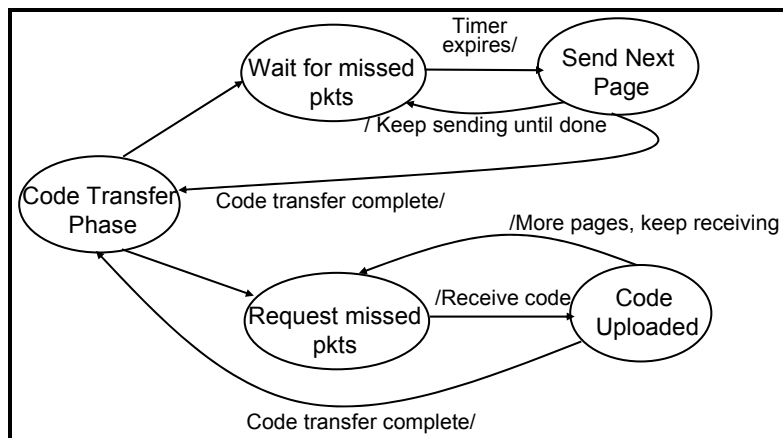 Timer
expires/
Wait for missed
pkts
Send Next
Page
/ Keep sending until done
Code Transfer
Phase
Code transfer complete/
/More pages, keep receiving
Request missed
pkts
/Receive code
Code
Uploaded
Code transfer complete/